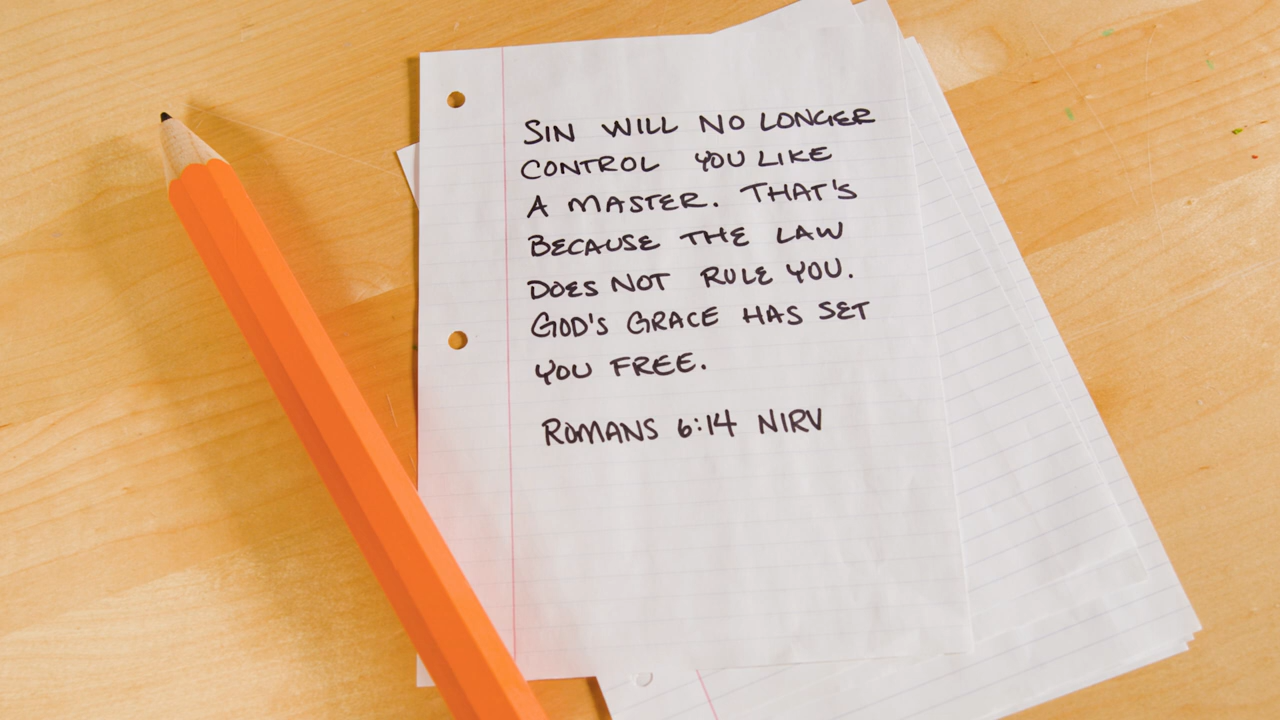 SIN WILL NO LONGER
CONTROL YOU LIKE
A MASTER. THAT'S
BECAUSE THE LAW
DOES NOT RULE YOU.
GOD'S GRACE HAS SET
YOU FREE.
ROMANS 6:14 NIRV